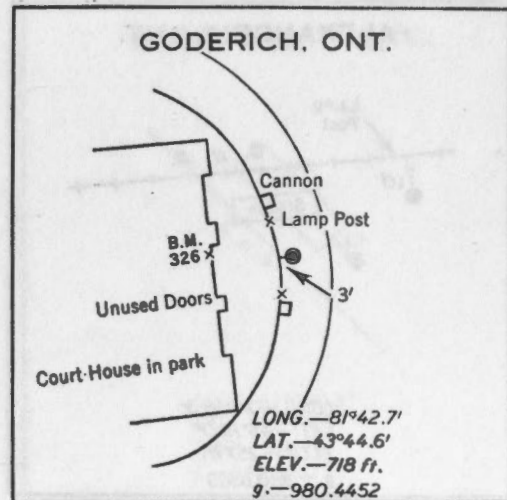 GODERICH, ONT.
Cannon
Lamp Post
B.M.
326
3'
Unused Doors
Court-House in park
LONG.—81°42.7'
LAT.—43°44.6'
ELEV.—718 ft.
g.—980.4452